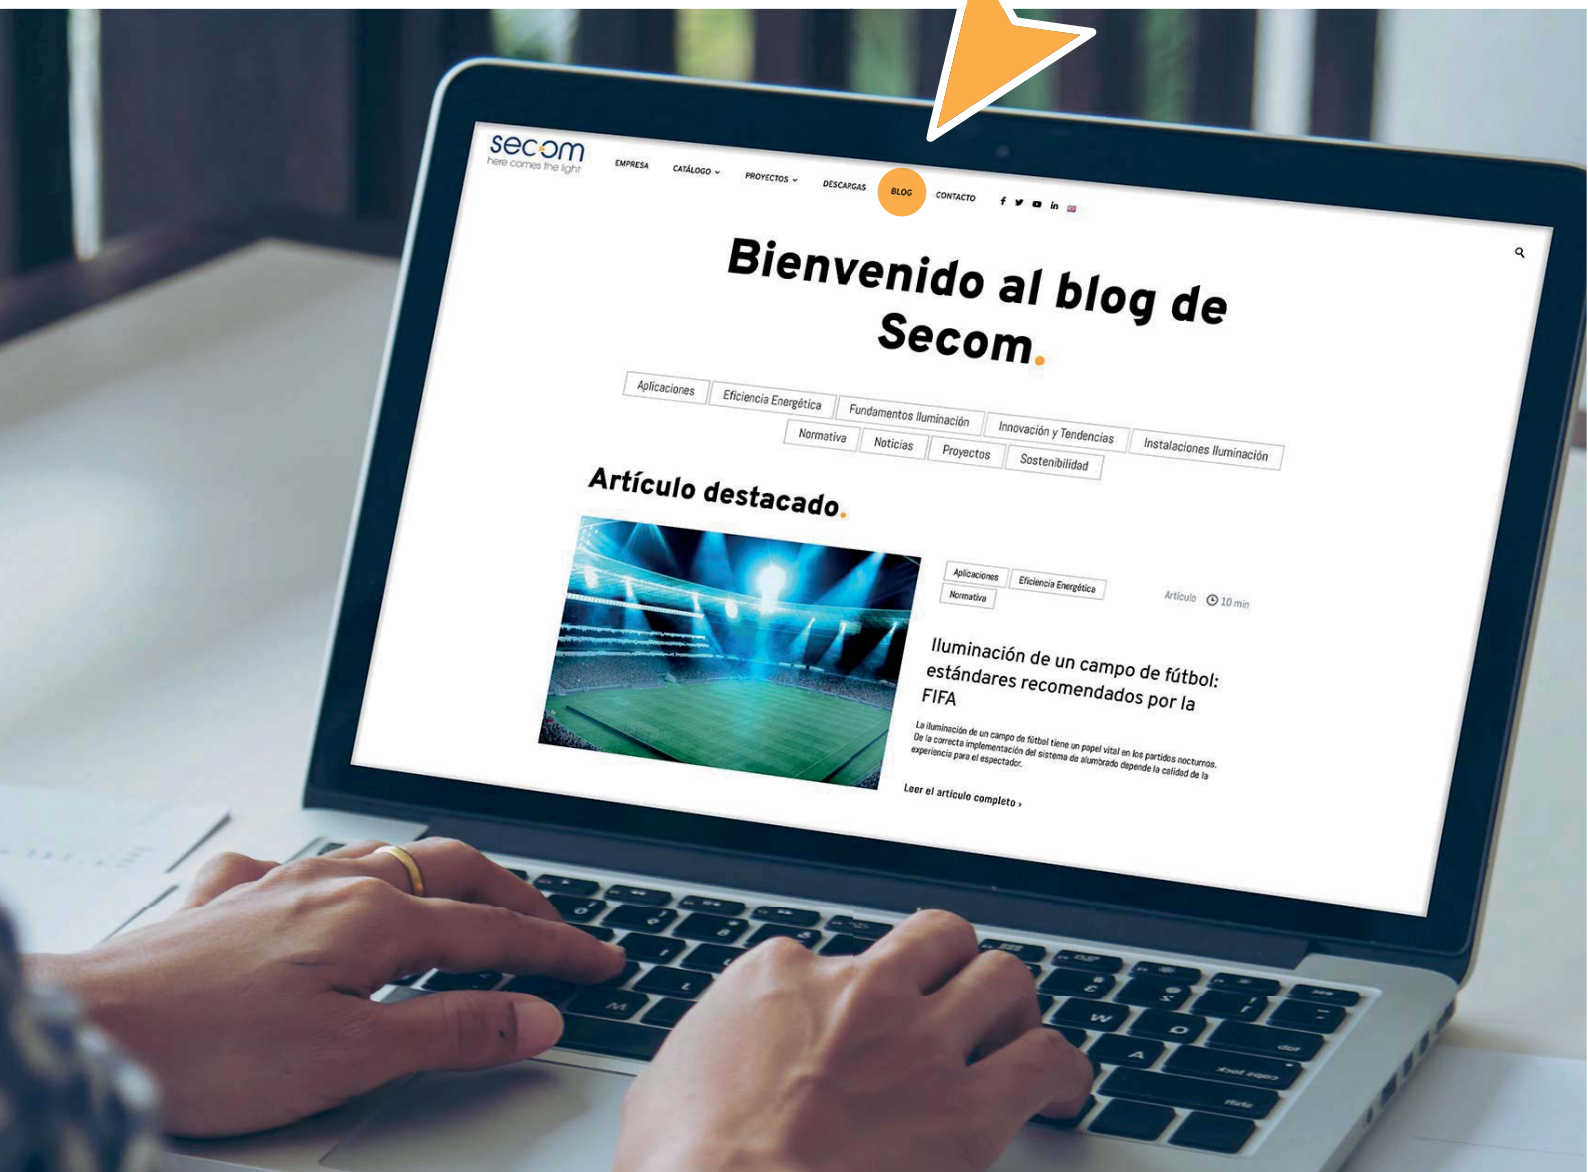 secom
here comes the light
EMPRESA CATÁLOGO PROYECTOS DESCARGAS BLOG CONTACTO
Bienvenido al blog de
Secom.
Aplicaciones Eficiencia Energética Fundamentos Iluminación Innovación y Tendencias Instalaciones Iluminación
Normativa Noticias Proyectos Sostenibilidad
Artículo destacado.
Aplicaciones Eficiencia Energética
Normativa
Artículo 10 min
Iluminación de un campo de fútbol:
estándares recomendados por la
FIFA
La iluminación de un campo de fútbol tiene un papel vital en los partidos nocturnos.
De la correcta implementación del sistema de alumbrado depende la calidad de la
experiencia para el espectador.
Leer el artículo completo ›